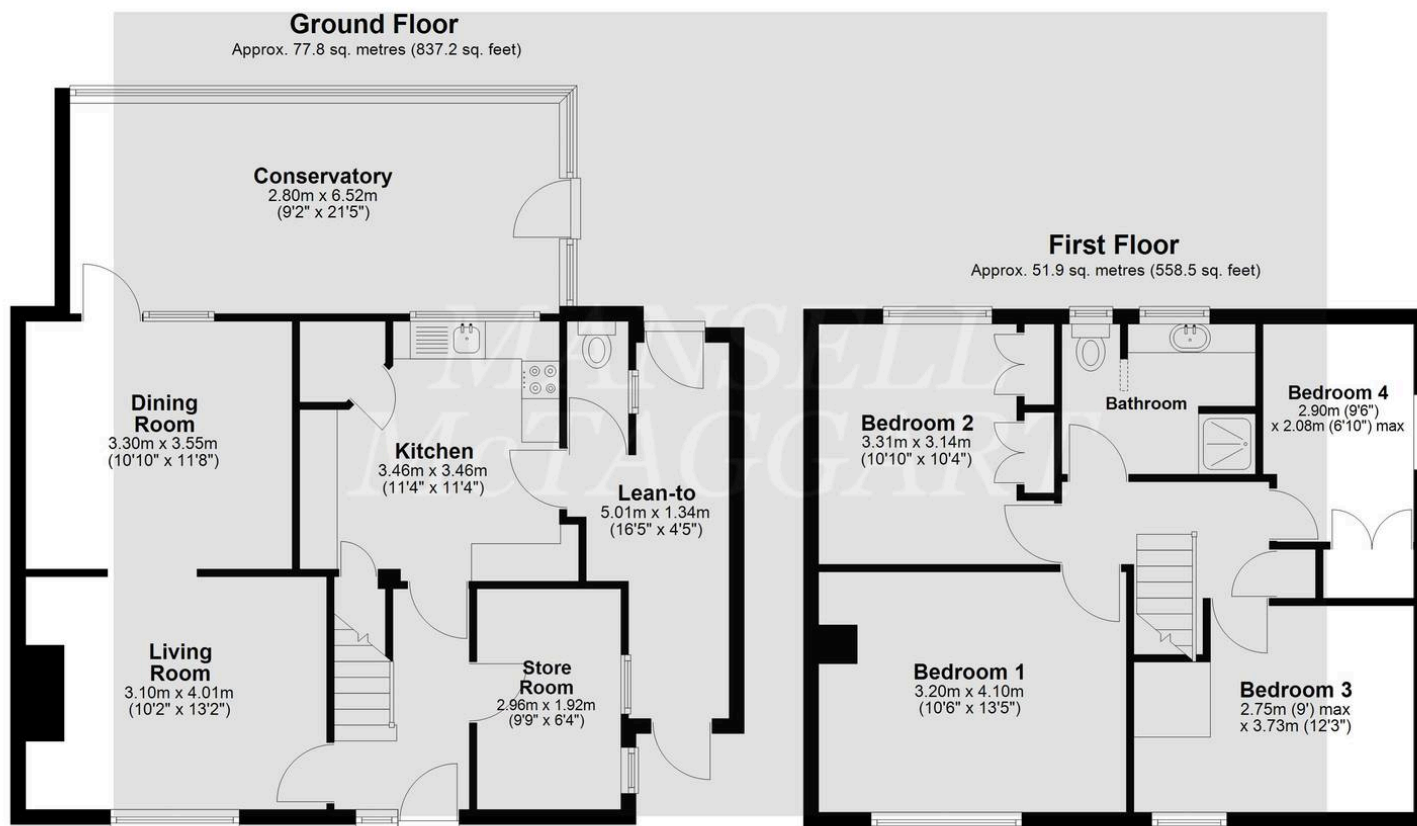 Ground Floor
Approx. 77.8 sq. metres (837.2 sq. feet)
Conservatory
2.80m x 6.52m
(9'2" x 21'5")
Dining
Room
3.30m x 3.55m
(10'10" x 11'8")
Kitchen
3.46m x 3.46m
(11'4" x 11'4")
Lean-to
5.01m x 1.34m
(16'5" x 4'5")
Living
Room
3.10m x 4.01m
(10'2" x 13'2")
Store
Room
2.96m x 1.92m
(9'9" x 6'4")
First Floor
Approx. 51.9 sq. metres (558.5 sq. feet)
Bedroom 2
3.31m x 3.14m
(10'10" x 10'4")
Bathroom
Bedroom 4
2.90m (9'6")
x 2.08m (6'10") max
Bedroom 1
3.20m x 4.10m
(10'6" x 13'5")
Bedroom 3
2.75m (9') max
x 3.73m (12'3")
MANSELL
McTAGGART